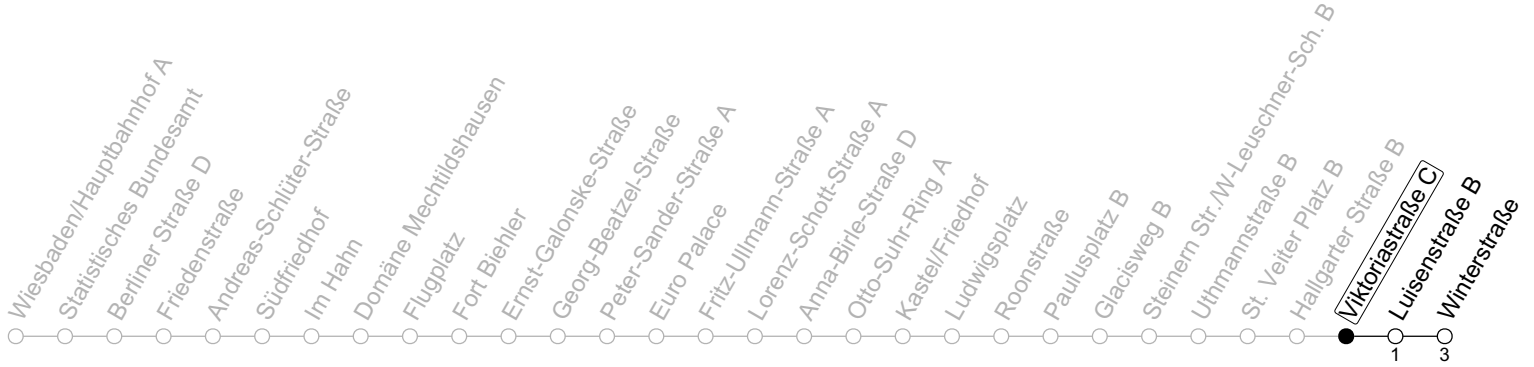 Wiesbaden/Hauptbahnhof A
Statistisches Bundesamt
Berliner Straße D
Friedenstraße
Andreas-Schlüter-Straße
Südfriedhof
Im Hahn
Domäne Mechtildshausen
Flugplatz
Fort Biehler
Ernst-Galonske-Straße
Georg-Beatzel-Straße
Peter-Sander-Straße A
Euro Palace
Fritz-Ullmann-Straße A
Lorenz-Schott-Straße A
Anna-Birle-Straße D
Otto-Suhr-Ring A
Kastel/Friedhof
Ludwigsplatz
Roonstraße
Paulusplatz B
Glacisweg B
Steinern Str./W-Leuschner-Sch. B
Uthmannstraße B
St. Veiter Platz B
Hallgarter Straße B
Viktoriastraße C
Luisenstraße B
Winterstraße
1
3